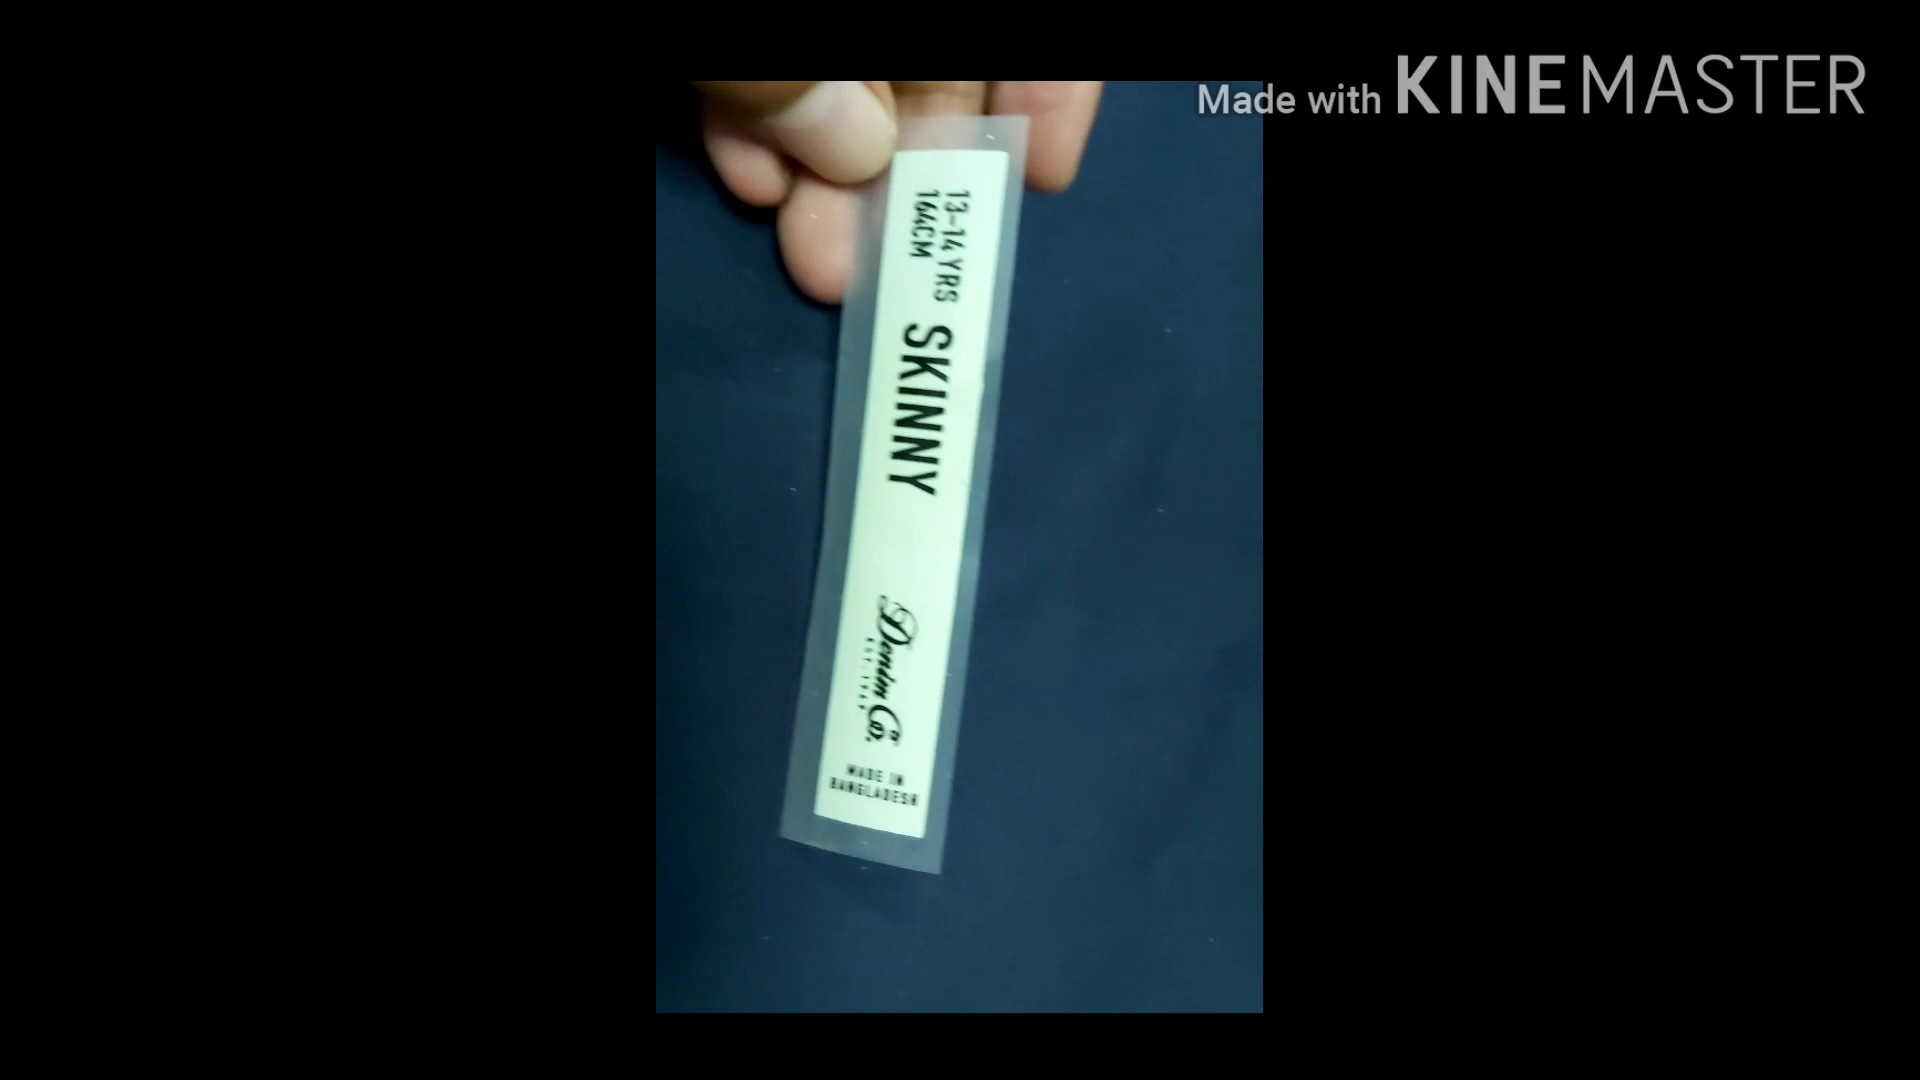 Made with KINEMASTER
13-14 YRS
164CM
SKINNY
Denim Co.
MADE IN
BANGLADESH